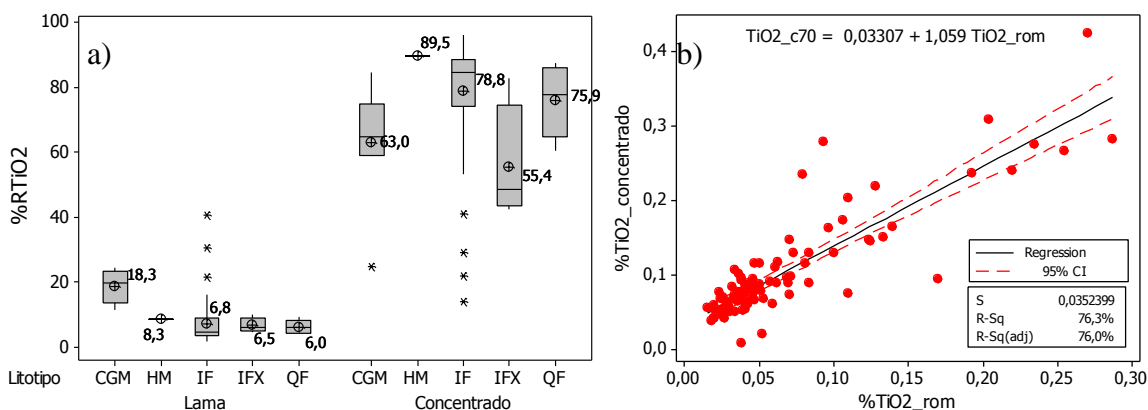 a)
%RTiO2
100
80
60
40
20
0
18,3
8,3
6,8
6,5
6,0
63,0
89,5
78,8
55,4
75,9
Litotipo CGM HM IF IFX QF CGM HM IF IFX QF
Lama Concentrado
b)
TiO2_c70 = 0,03307 + 1,059 TiO2_rom
%TiO2_concentrado
0,4
0,3
0,2
0,1
0,0
Regression
95% CI
S 0,0352399
R-Sq 76,3%
R-Sq(adj) 76,0%
0,00 0,05 0,10 0,15 0,20 0,25 0,30
%TiO2_rom